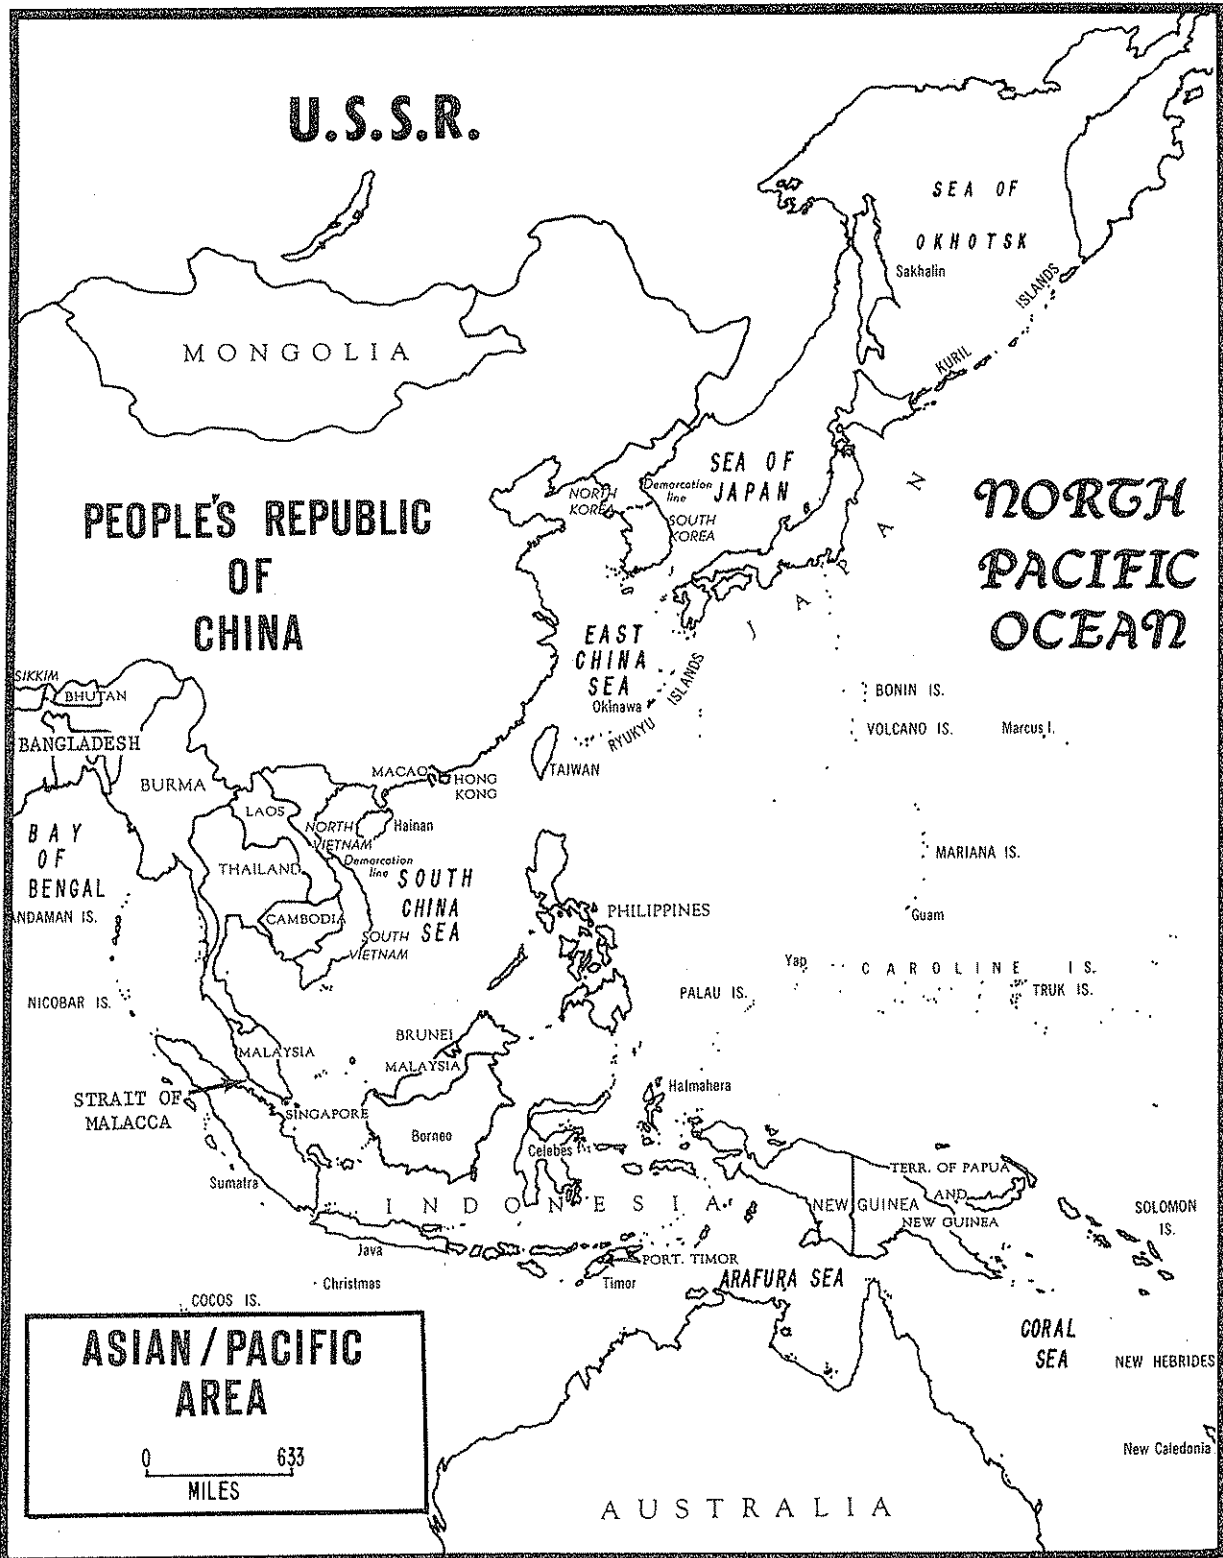 U.S.S.R.
SEA OF
OKHOTSK
Sakhalin
KURIL ISLANDS
MONGOLIA
SEA OF
JAPAN
NORTH
KOREA
Demarcation
line
SOUTH
KOREA
JAPAN
NORTH
PACIFIC
OCEAN
PEOPLE'S REPUBLIC
OF
CHINA
EAST
CHINA
SEA
Okinawa
RYUKYU ISLANDS
SIKKIM
BHUTAN
BANGLADESH
BURMA
BONIN IS.
VOLCANO IS.
Marcus I.
MACAO
HONG
KONG
TAIWAN
LAOS
NORTH
VIETNAM
Hainan
Demarcation
line
BAY
OF
BENGAL
THAILAND
SOUTH
CHINA
SEA
MARIANA IS.
ANDAMAN IS.
CAMBODIA
SOUTH
VIETNAM
PHILIPPINES
Guam
Yap
CAROLINE IS.
NICOBAR IS.
PALAU IS.
TRUK IS.
BRUNEI
MALAYSIA
MALAYSIA
STRAIT OF
MALACCA
SINGAPORE
Halmahera
Borneo
Celebes
Sumatra
INDONESIA
NEW GUINEA
TERR. OF PAPUA
AND
NEW GUINEA
SOLOMON
IS.
Java
PORT. TIMOR
Timor
ARAFURA SEA
Christmas
COCOS IS.
CORAL
SEA
NEW HEBRIDES
New Caledonia
AUSTRALIA
ASIAN/PACIFIC
AREA
0 633
MILES